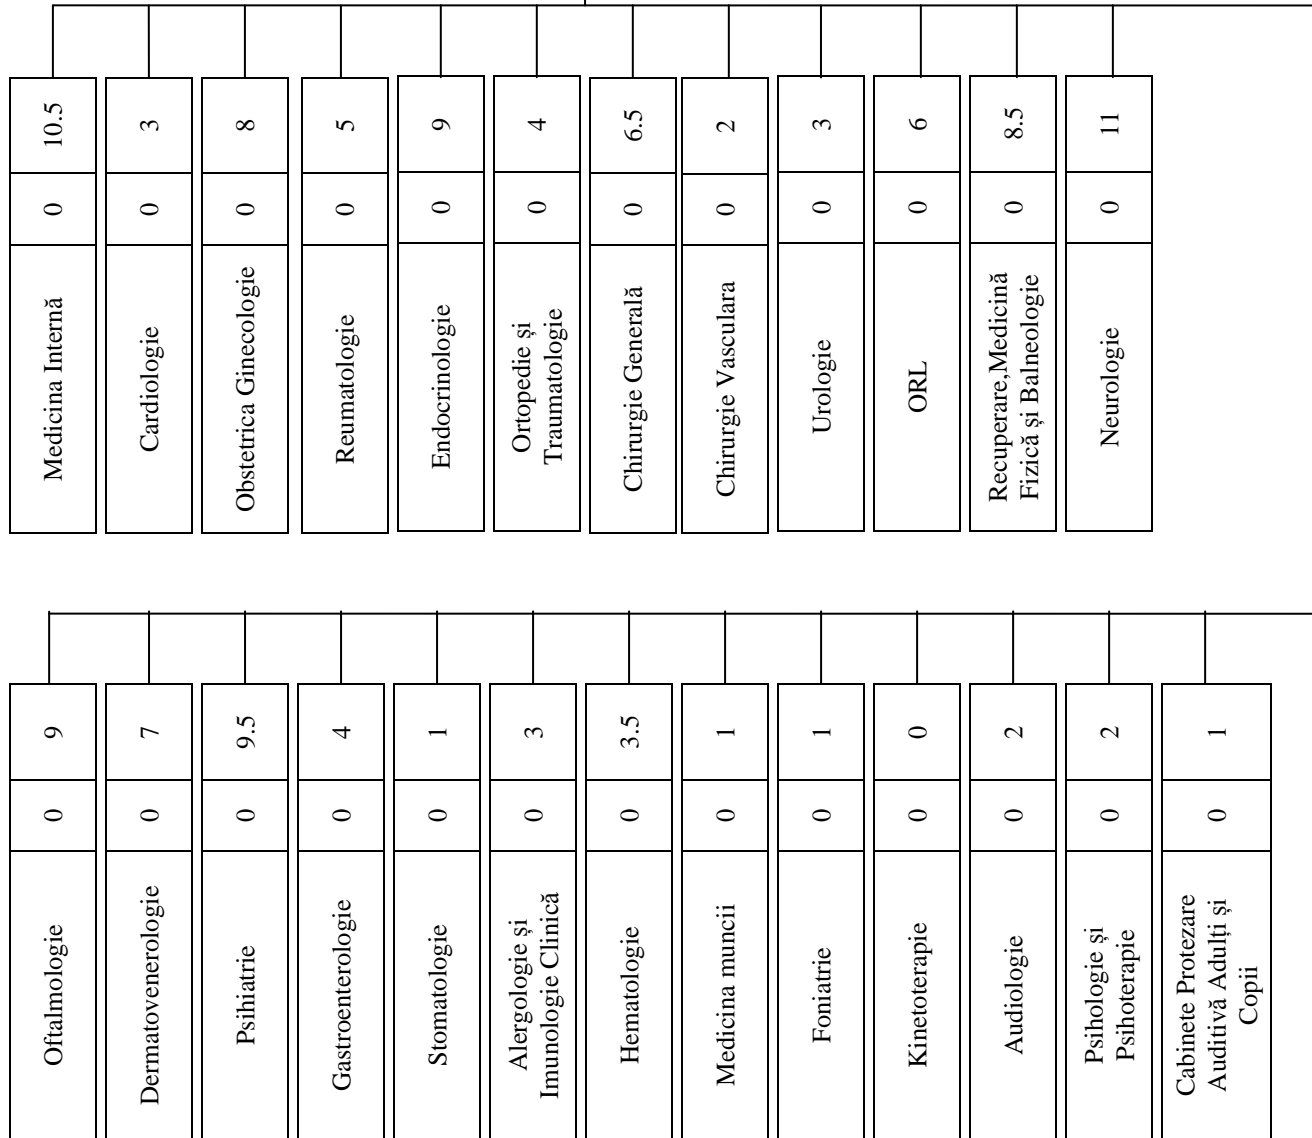 Medicina Internă
0
10.5
Cardiologie
0
3
Obstetrica Ginecologie
0
8
Reumatologie
0
5
Endocrinologie
0
9
Ortopedie și
Traumatologie
0
4
Chirurgie Generală
0
6.5
Chirurgie Vasculara
0
2
Urologie
0
3
ORL
0
6
Recuperare,Medicină
Fizică și Balneologie
0
8.5
Neurologie
0
11
Oftalmologie
0
9
Dermatovenerologie
0
7
Psihiatrie
0
9.5
Gastroenterologie
0
4
Stomatologie
0
1
Alergologie și
Imunologie Clinică
0
3
Hematologie
0
3.5
Medicina muncii
0
1
Foniatrie
0
1
Kinetoterapie
0
0
Audiologie
0
2
Psihologie și
Psihoterapie
0
2
Cabinete Protezare
Auditivă Adulți și
Copii
0
1